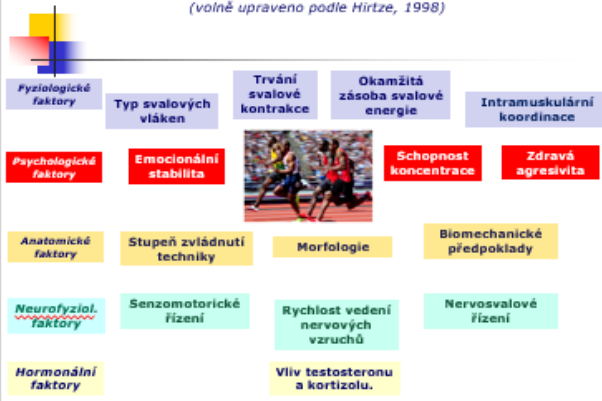 (volně upraveno podle Hirtze, 1998)
Fyziologické
faktory
Typ svalových
vláken
Trvání
svalové
kontrakce
Okamžitá
zásoba svalové
energie
Intramuskulární
koordinace
Psychologické
faktory
Emocionální
stabilita
Schopnost
koncentrace
Zdravá
agresivita
Anatomické
faktory
Stupeň zvládnutí
techniky
Morfologie
Biomechanické
předpoklady
Neurofyziol.
faktory
Senzomotorické
řízení
Rychlost vedení
nervových
vzruchů
Nervosvalové
řízení
Hormonální
faktory
Vliv testosteronu
a kortizolu.